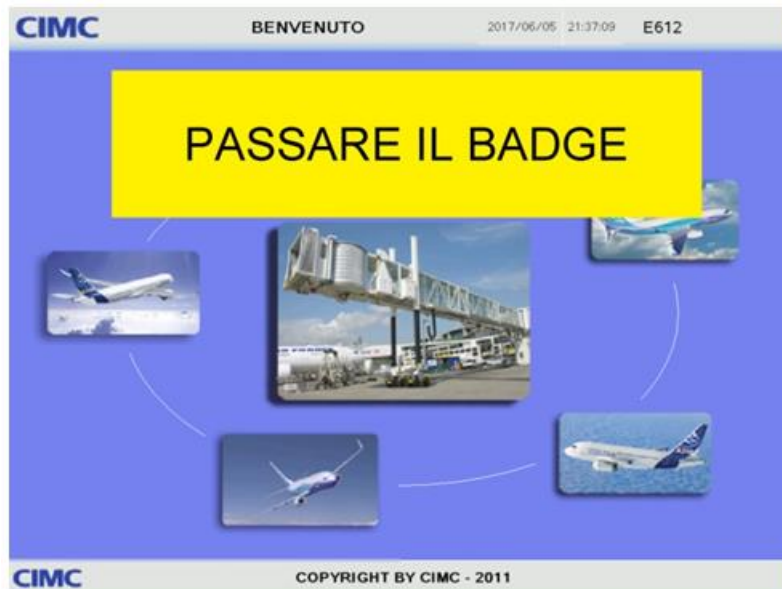 CIMC BENVENUTO 2017/06/05 21:37:09 E612
PASSARE IL BADGE
CIMC COPYRIGHT BY CIMC - 2011